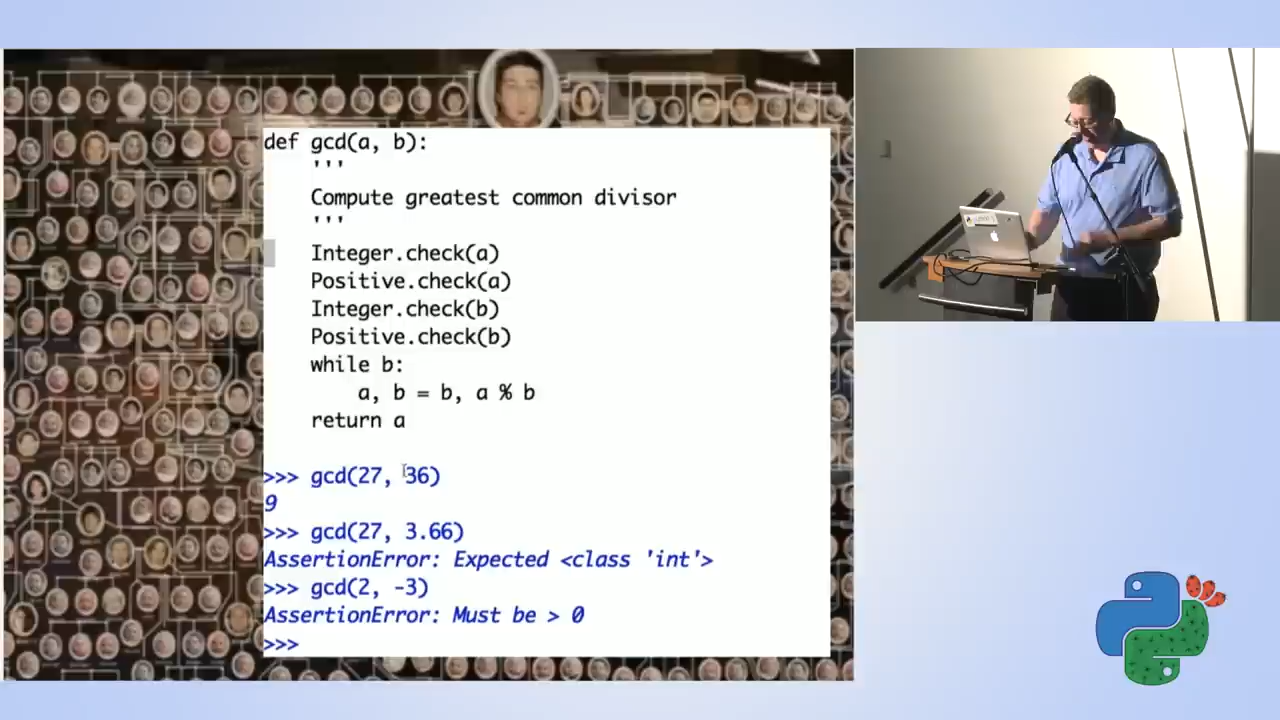 def gcd(a, b):
'''
Compute greatest common divisor
'''
Integer.check(a)
Positive.check(a)
Integer.check(b)
Positive.check(b)
while b:
a, b = b, a % b
return a
>>> gcd(27, 36)
9
>>> gcd(27, 3.66)
AssertionError: Expected <class 'int'>
>>> gcd(2, -3)
AssertionError: Must be > 0
>>>